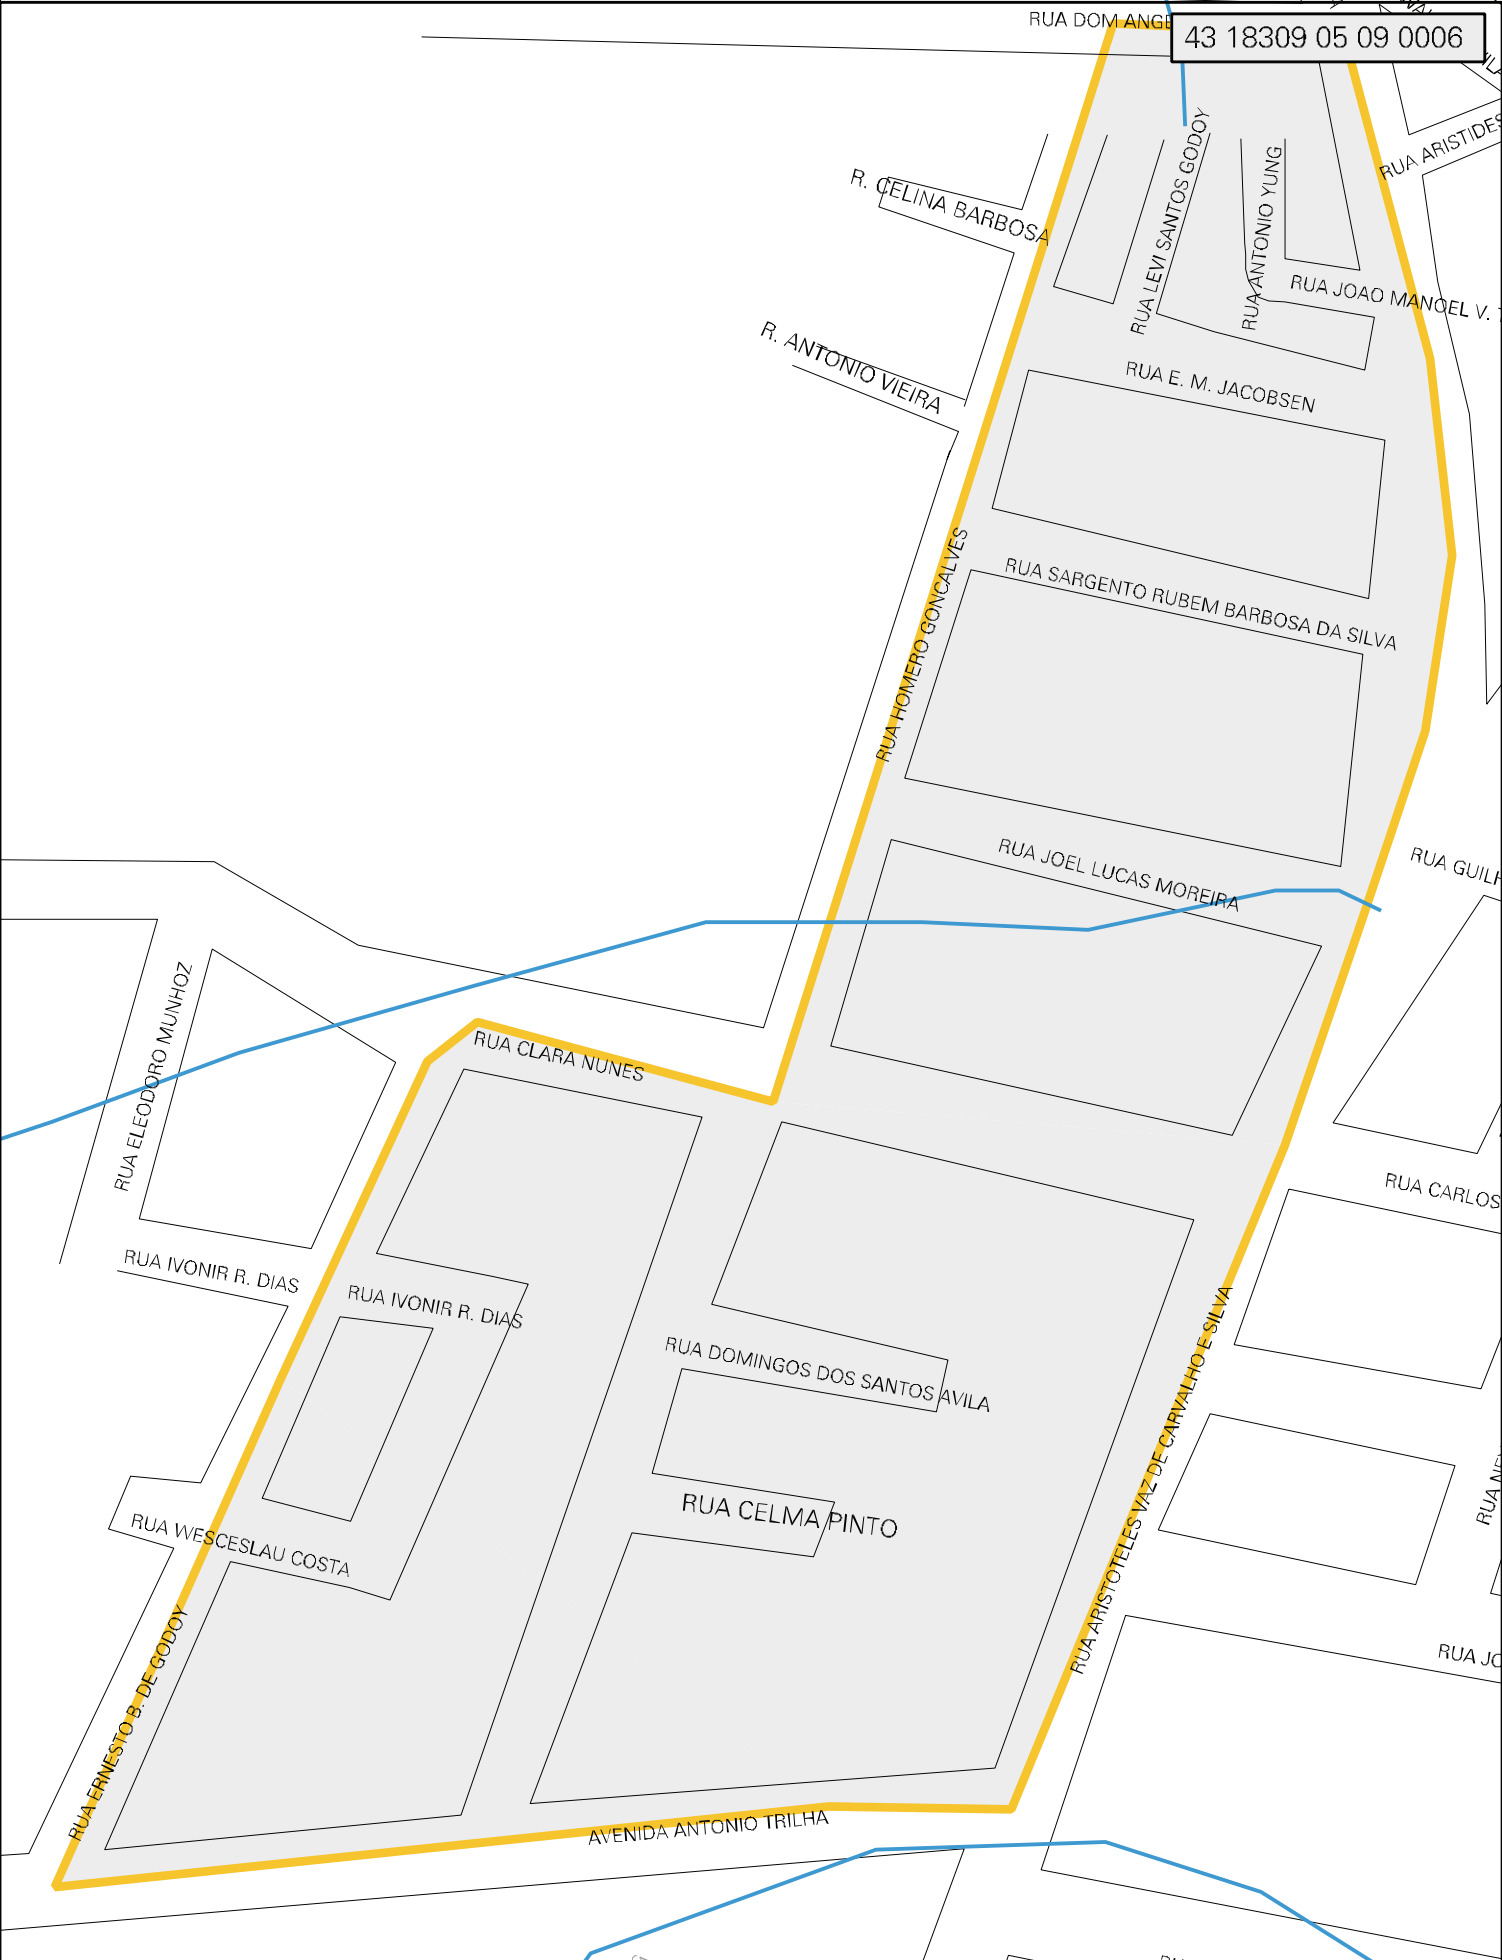 RUA DOM ANGE
43 18309 05 09 0006
RUA ARISTIDES
R. CELINA BARBOSA
RUA LEVI SANTOS GODOY
RUA ANTONIO YUNG
RUA JOAO MANOEL V.
R. ANTONIO VIEIRA
RUA E. M. JACOBSEN
RUA HOMERO GONCALVES
RUA SARGENTO RUBEM BARBOSA DA SILVA
RUA JOEL LUCAS MOREIRA
RUA GUILH
RUA ELEODORO MUNHOZ
RUA CLARA NUNES
RUA CARLOS
RUA IVONIR R. DIAS
RUA IVONIR R. DIAS
RUA DOMINGOS DOS SANTOS AVILA
RUA ARISTOTELES VAZ DE CARVALHO E SILVA
RUA CELMA PINTO
RUA WESCESLAU COSTA
RUA NE
RUA ERNESTO B. DE GODOY
RUA JO
AVENIDA ANTONIO TRILHA